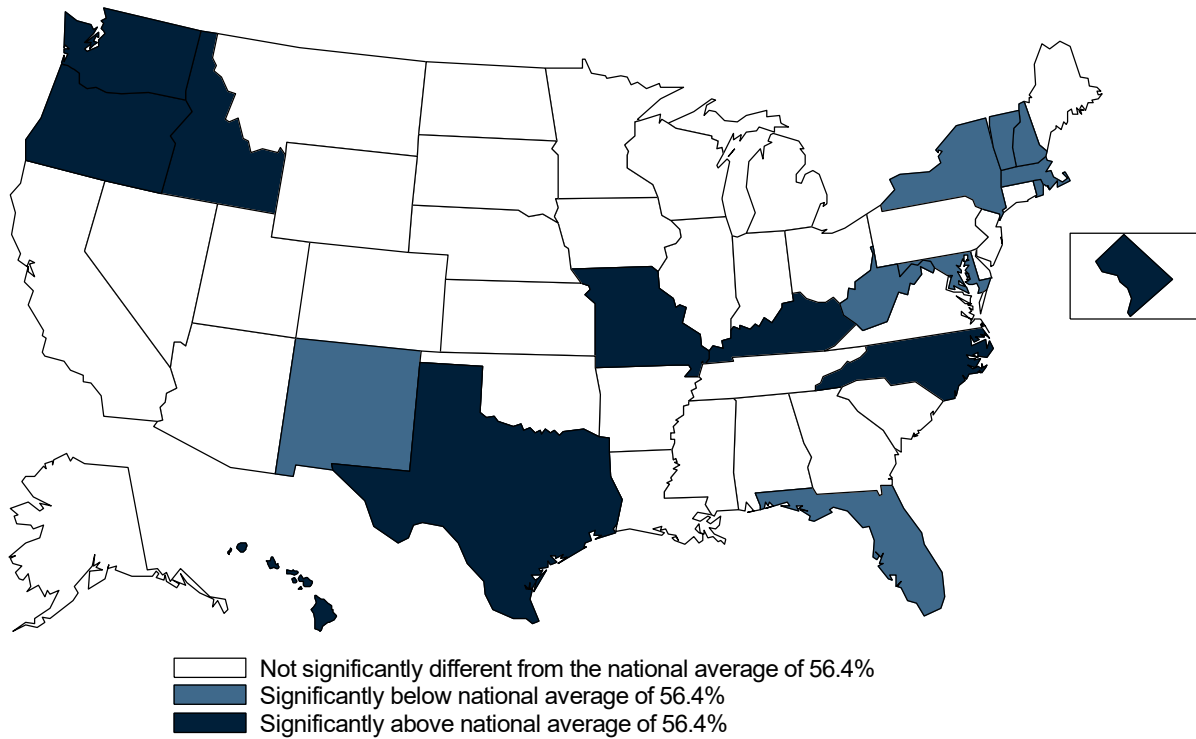 Not significantly different from the national average of 56.4%
Significantly below national average of 56.4%
Significantly above national average of 56.4%